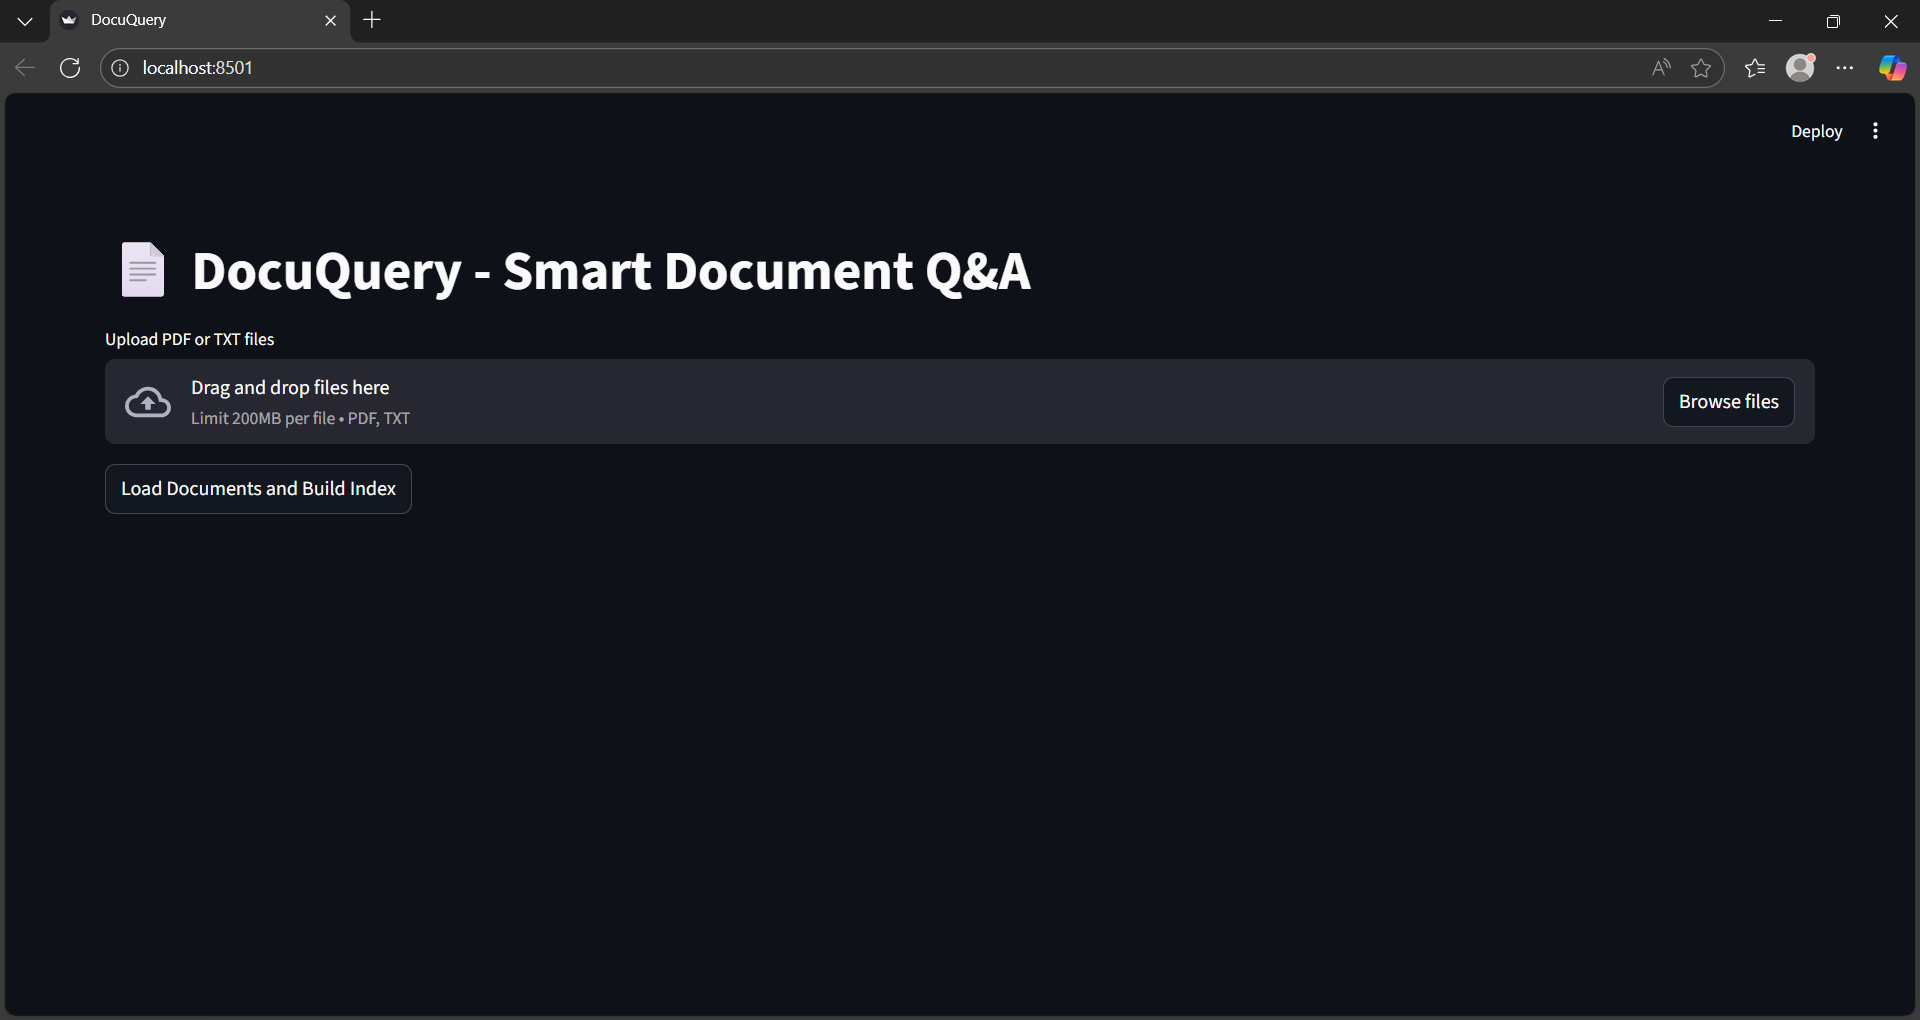 DocuQuery
localhost:8501
Deploy
DocuQuery - Smart Document Q&A
Upload PDF or TXT files
Drag and drop files here
Limit 200MB per file • PDF, TXT
Browse files
Load Documents and Build Index